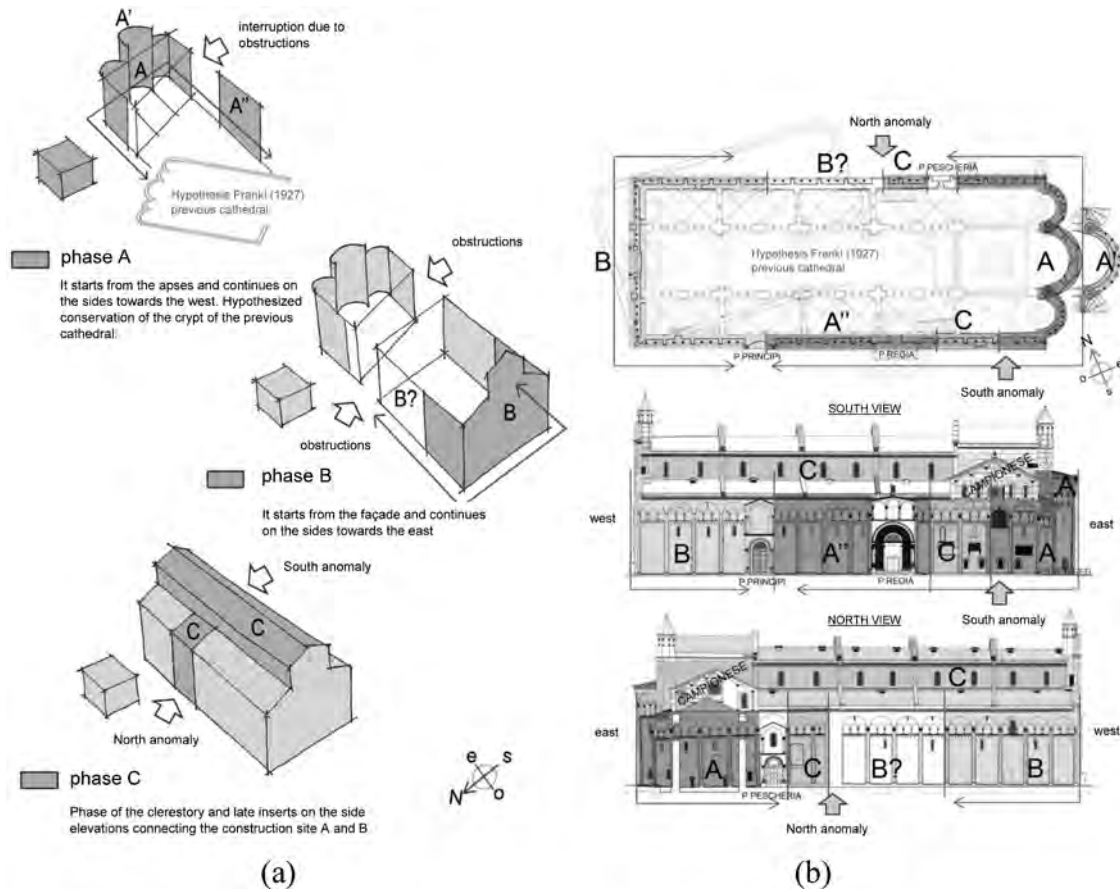 A'
interruption due to
obstructions
A
A''
Hypothesis Frankl (1927)
previous cathedral
phase A
It starts from the apses and continues on
the sides towards the west. Hypothesized
conservation of the crypt of the previous
cathedral.
obstructions
B?
B
obstructions
phase B
It starts from the façade and continues
on the sides towards the east
South anomaly
C
C
North anomaly
phase C
e
s
N
o
Phase of the clerestory and late inserts on the side
elevations connecting the construction site A and B
(a)
North anomaly
B?
C
P.PESCHERIA
B
Hypothesis Frankl (1927)
previous cathedral
A
A'
A''
C
P.PRINCIPI
P.REGIA
N
e
o
s
South anomaly
SOUTH VIEW
C
CAMPIONESE
A'
west
east
B
A''
C
A
P.PRINCIPI
P.REGIA
South anomaly
NORTH VIEW
CAMPIONESE
C
east
west
A
C
B?
B
P.PESCHERIA
North anomaly
(b)